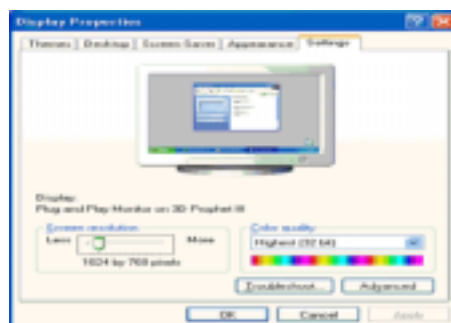 Display Properties
Themes Desktop Screen Saver Appearance Settings
Display:
Plug and Play Monitor on 3D Prophet III
Screen resolution
Less More
1024 by 768 pixels
Color quality
Highest (32 bit)
Troubleshoot... Advanced
OK Cancel Apply